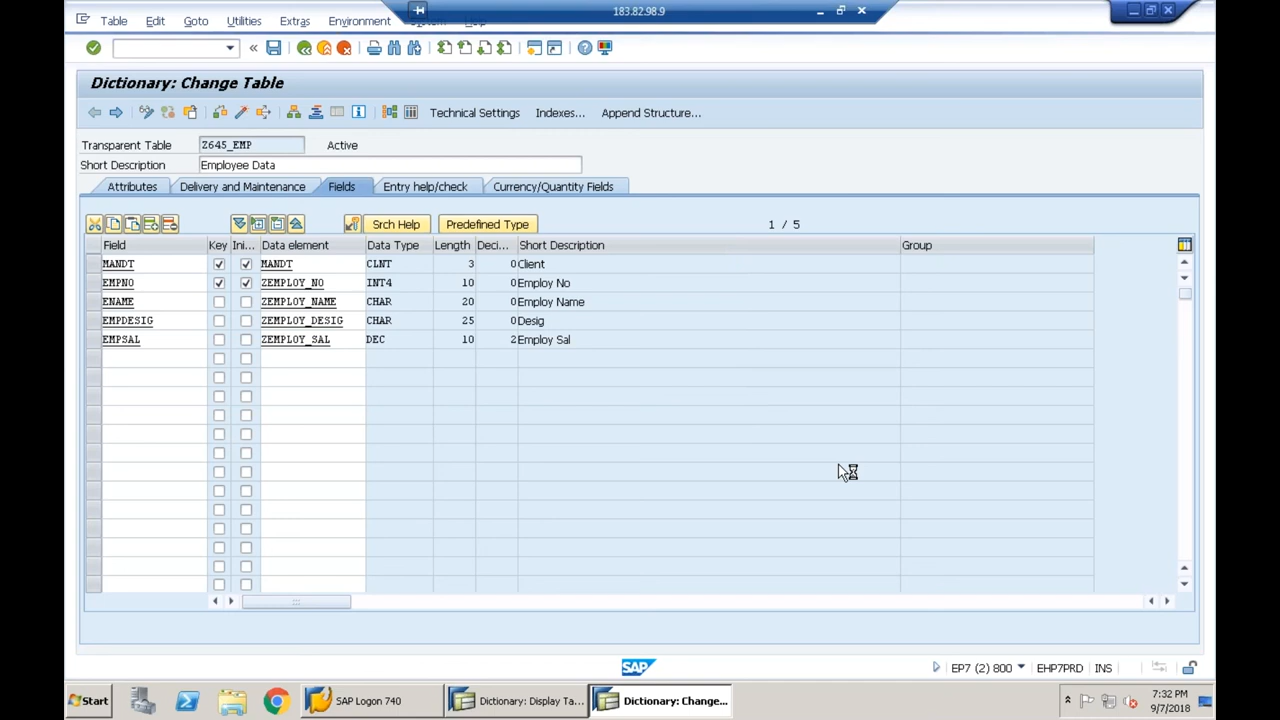 183.82.98.9
Table Edit Goto Utilities Extras Environment System Help
Dictionary: Change Table
Technical Settings Indexes... Append Structure...
Transparent Table Z645_EMP Active
Short Description Employee Data
Attributes Delivery and Maintenance Fields Entry help/check Currency/Quantity Fields
Srch Help Predefined Type 1 / 5
Field Key Ini... Data element Data Type Length Deci... Short Description Group
MANDT MANDT CLNT 3 0 Client
EMPNO ZEMPLOY_NO INT4 10 0 Employ No
ENAME ZEMPLOY_NAME CHAR 20 0 Employ Name
EMPDESIG ZEMPLOY_DESIG CHAR 25 0 Desig
EMPSAL ZEMPLOY_SAL DEC 10 2 Employ Sal
SAP
EP7 (2) 800 EHP7PRD INS
Start SAP Logon 740 Dictionary: Display Ta... Dictionary: Change... 7:32 PM
9/7/2018